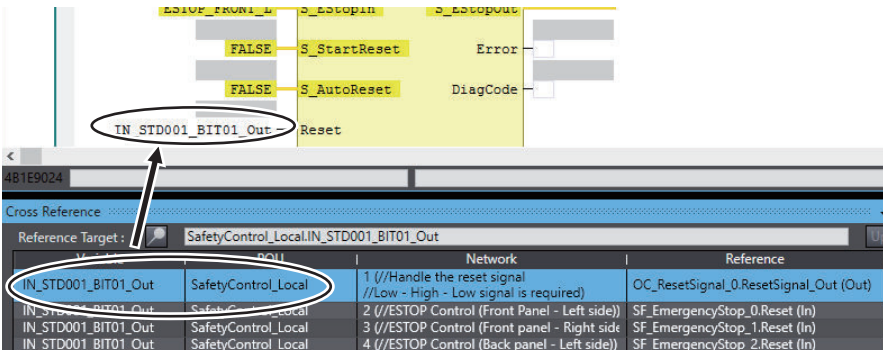 ESTOP_FRONT_L S_EStopIn S_EStopOut
FALSE S_StartReset Error
FALSE S_AutoReset DiagCode
IN_STD001_BIT01_Out Reset
4B1E9024
Cross Reference
Reference Target : SafetyControl_Local.IN_STD001_BIT01_Out
Variable POU Network Reference
IN_STD001_BIT01_Out SafetyControl_Local 1 (//Handle the reset signal
//Low - High - Low signal is required) OC_ResetSignal_0.ResetSignal_Out (Out)
IN_STD001_BIT01_Out SafetyControl_Local 2 (//ESTOP Control (Front Panel - Left side)) SF_EmergencyStop_0.Reset (In)
IN_STD001_BIT01_Out SafetyControl_Local 3 (//ESTOP Control (Front panel - Right side SF_EmergencyStop_1.Reset (In)
IN_STD001_BIT01_Out SafetyControl_Local 4 (//ESTOP Control (Back panel - Left side)) SF_EmergencyStop_2.Reset (In)